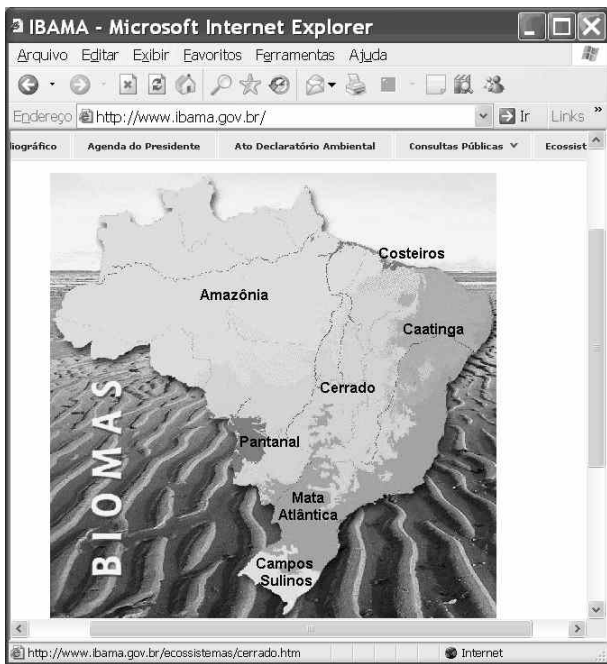 IBAMA - Microsoft Internet Explorer
Arquivo Editar Exibir Favoritos Ferramentas Ajuda
Endereço http://www.ibama.gov.br/ Ir Links »
liográfico Agenda do Presidente Ato Declaratório Ambiental Consultas Públicas Ecossist
Costeiros
Amazônia
Caatinga
Cerrado
Pantanal
Mata
Atlântica
Campos
Sulinos
BIOMAS
http://www.ibama.gov.br/ecossistemas/cerrado.htm Internet